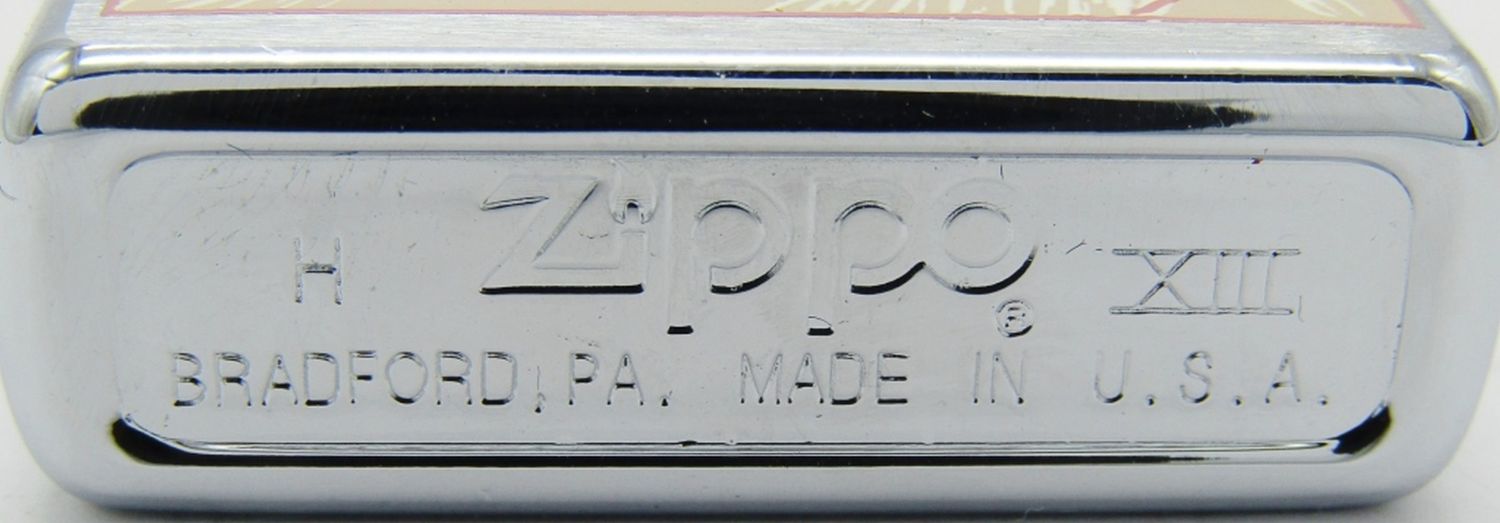 H Zippo ® XIII
BRADFORD, PA. MADE IN U.S.A.